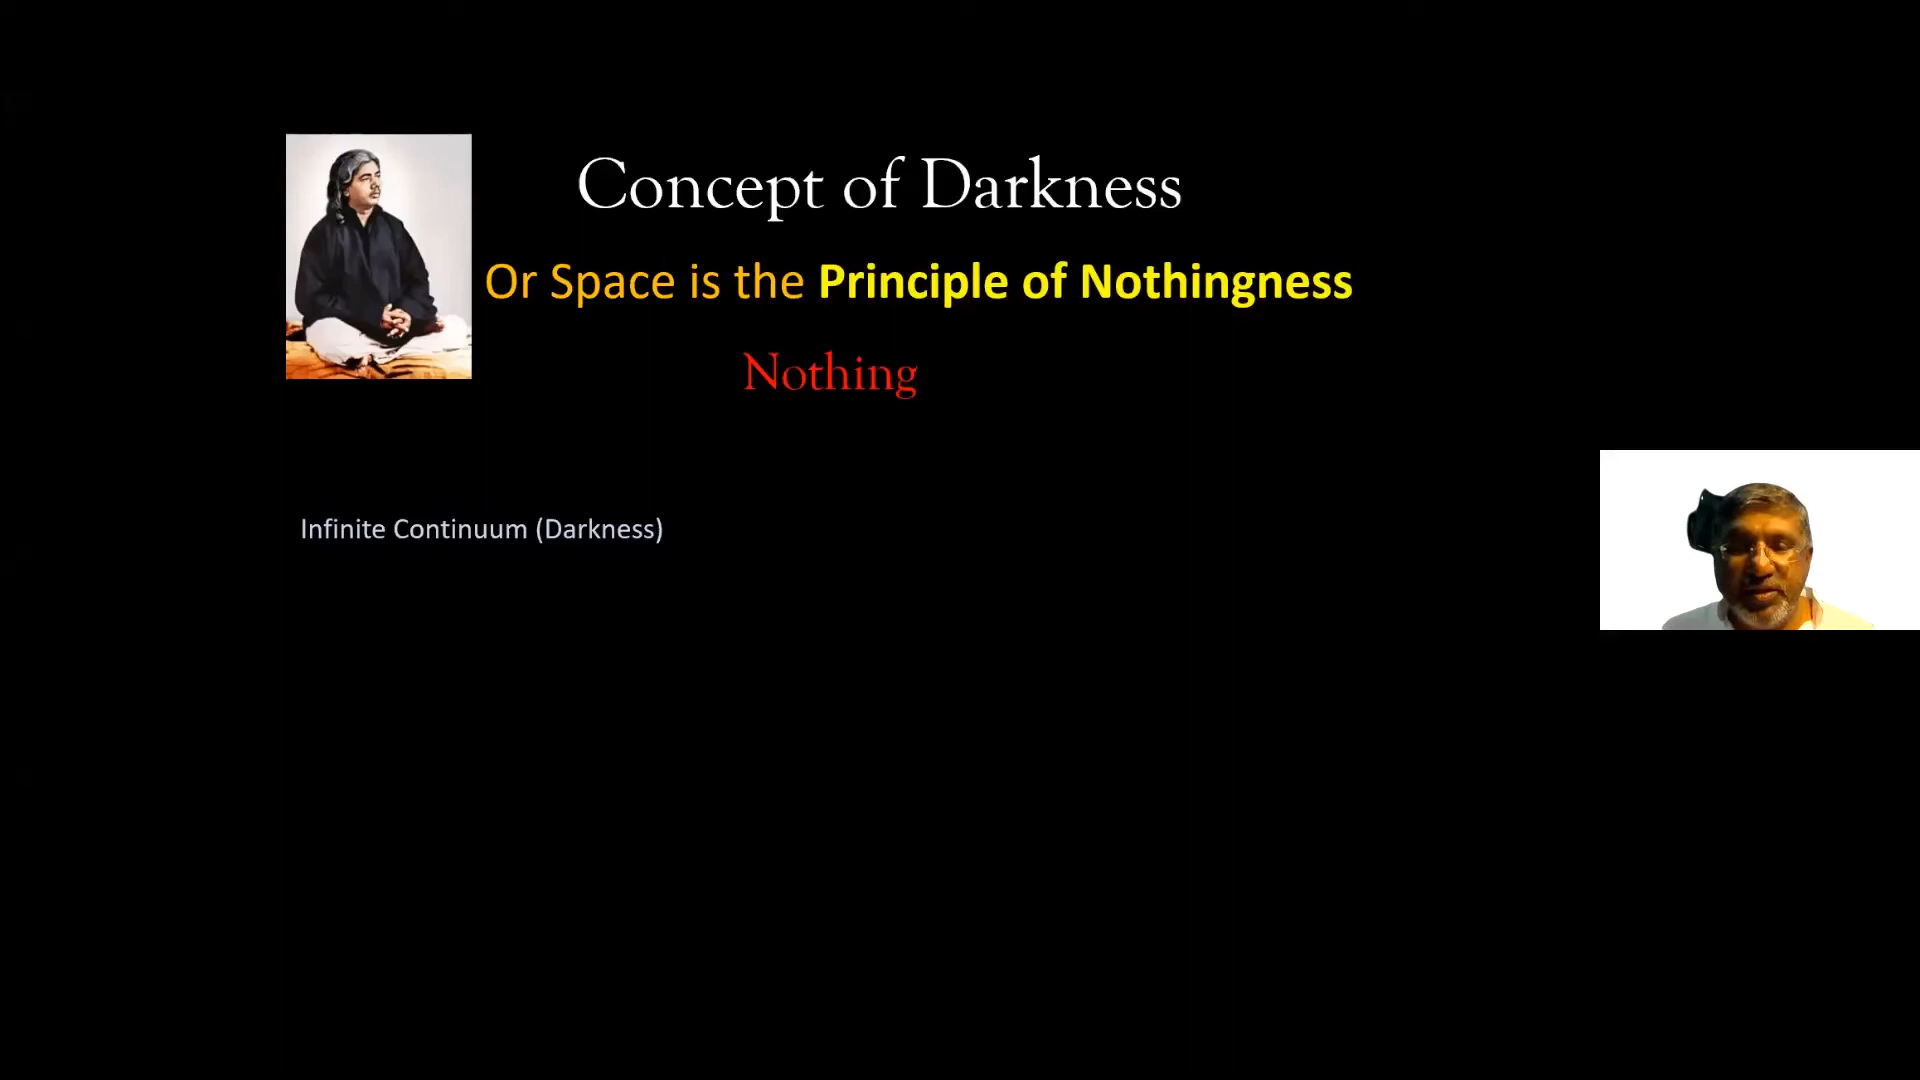 Concept of Darkness
Or Space is the Principle of Nothingness
Nothing
Infinite Continuum (Darkness)